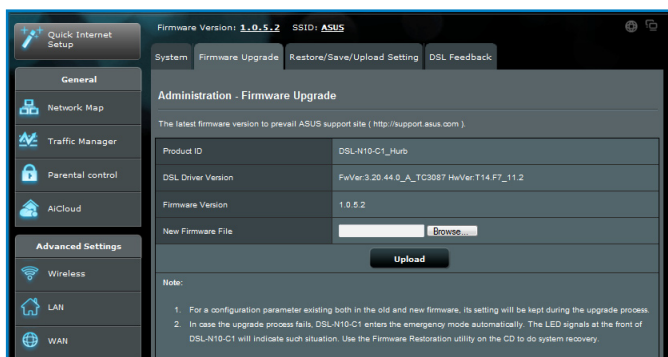 Quick Internet
Setup
Firmware Version: 1.0.5.2 SSID: ASUS
System Firmware Upgrade Restore/Save/Upload Setting DSL Feedback
General
Network Map
Traffic Manager
Parental control
AiCloud
Advanced Settings
Wireless
LAN
WAN
Administration - Firmware Upgrade
The latest firmware version to prevail ASUS support site ( http://support.asus.com ).
Product ID DSL-N10-C1_Hurb
DSL Driver Version FwVer:3.20.44.0_A_TC3087 HwVer:T14.F7_11.2
Firmware Version 1.0.5.2
New Firmware File Browse...
Upload
Note:
1. For a configuration parameter existing both in the old and new firmware, its setting will be kept during the upgrade process.
2. In case the upgrade process fails, DSL-N10-C1 enters the emergency mode automatically. The LED signals at the front of
DSL-N10-C1 will indicate such situation. Use the Firmware Restoration utility on the CD to do system recovery.